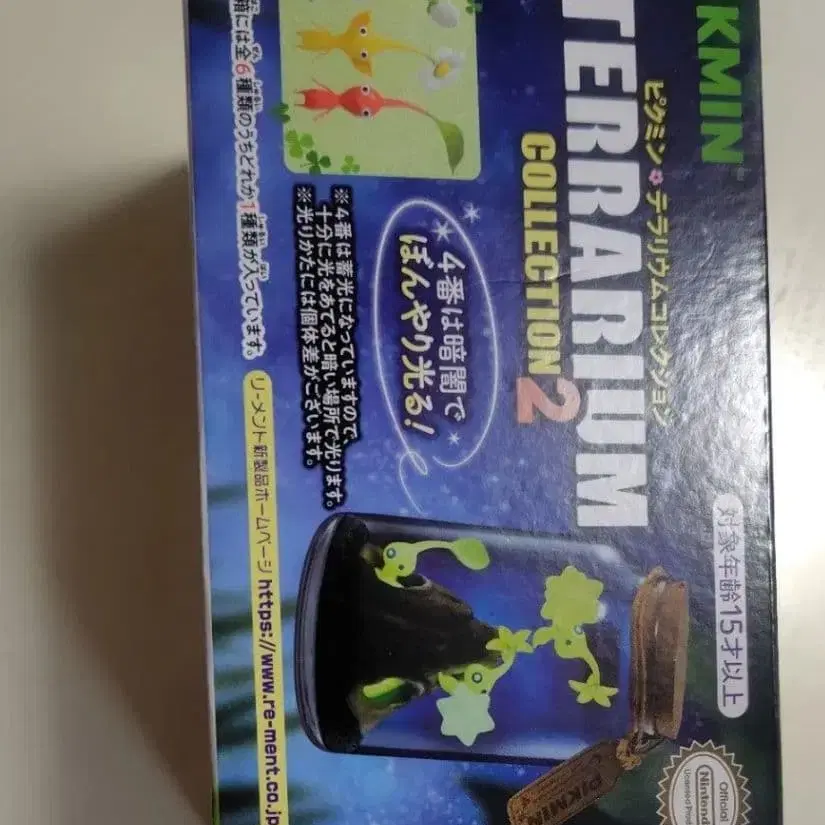 KMIN
ピクミン テラリウムコレクション
TERRARIUM
COLLECTION 2
対象年齢15才以上
4番は暗闇で
ぼんやり光る!
※4番は蓄光になっていますので、
十分に光をあてると暗い場所で光ります。
※光りかたには個体差がございます。
箱には全6種類のうちどれか1種類が入っています。
リーメント新製品ホームページ https://www.re-ment.co.jp
PIKMIN
Official
Nintendo
Licensed Product